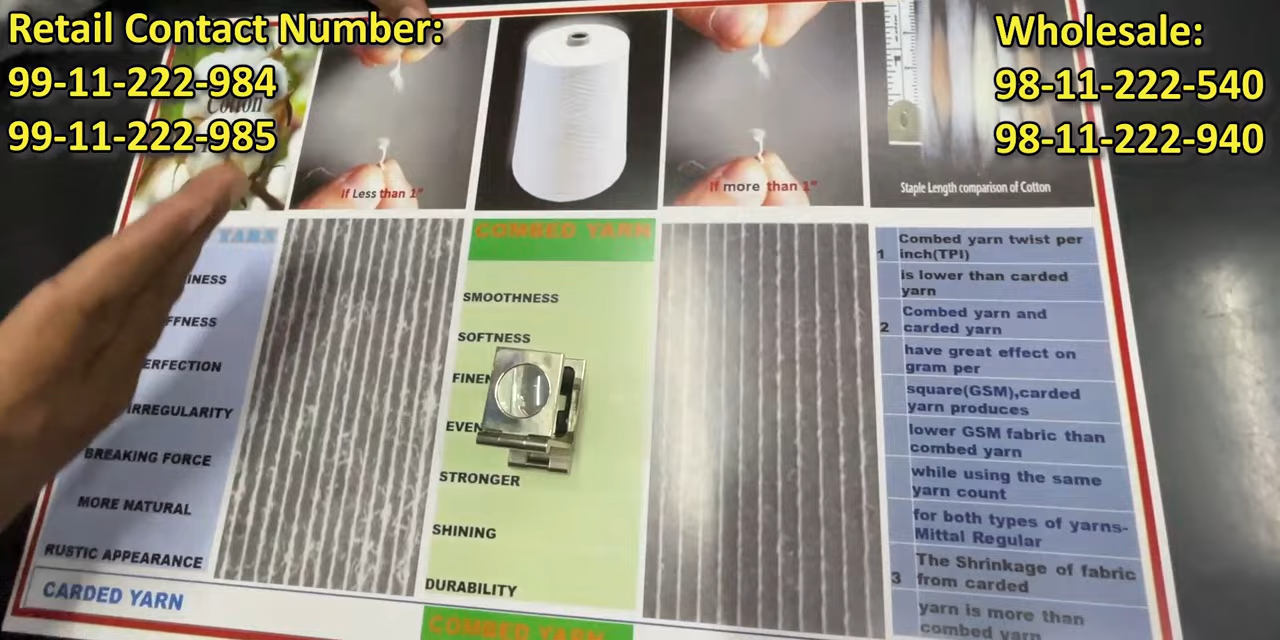 Retail Contact Number:
99-11-222-984
99-11-222-985
Wholesale:
98-11-222-540
98-11-222-940
Cotton
If Less than 1"
If more than 1"
Staple Length comparison of Cotton
YARN
IRREGULARITY
BREAKING FORCE
MORE NATURAL
RUSTIC APPEARANCE
CARDED YARN
COMBED YARN
SMOOTHNESS
SOFTNESS
STRONGER
SHINING
DURABILITY
COMBED YARN
1 Combed yarn twist per
inch(TPI)
is lower than carded
yarn
2 Combed yarn and
carded yarn
have great effect on
gram per
square(GSM),carded
yarn produces
lower GSM fabric than
combed yarn
while using the same
yarn count
for both types of yarns-
Mittal Regular
3 The Shrinkage of fabric
from carded
yarn is more than
combed yarn